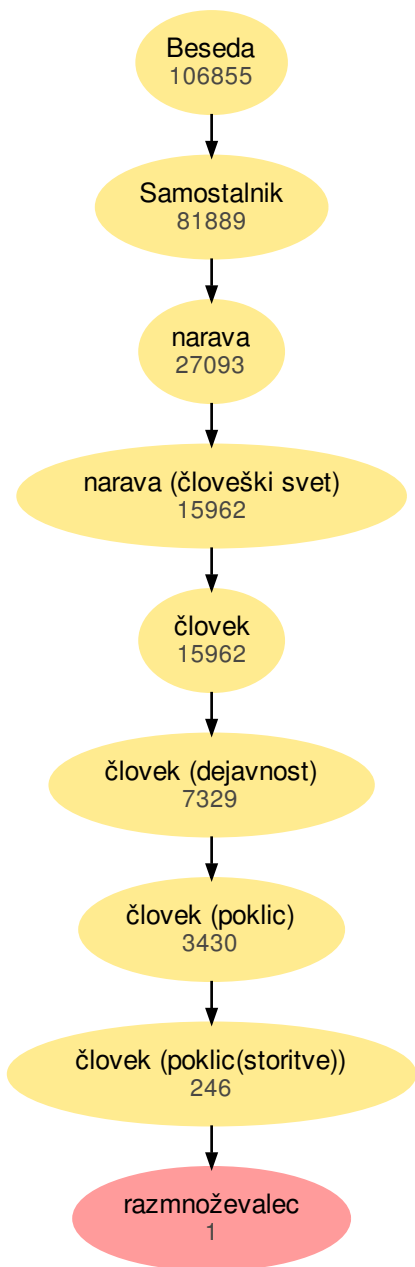 Beseda
106855
Samostalnik
81889
narava
27093
narava (človeški svet)
15962
človek
15962
človek (dejavnost)
7329
človek (poklic)
3430
človek (poklic(storitve))
246
razmnoževalec
1